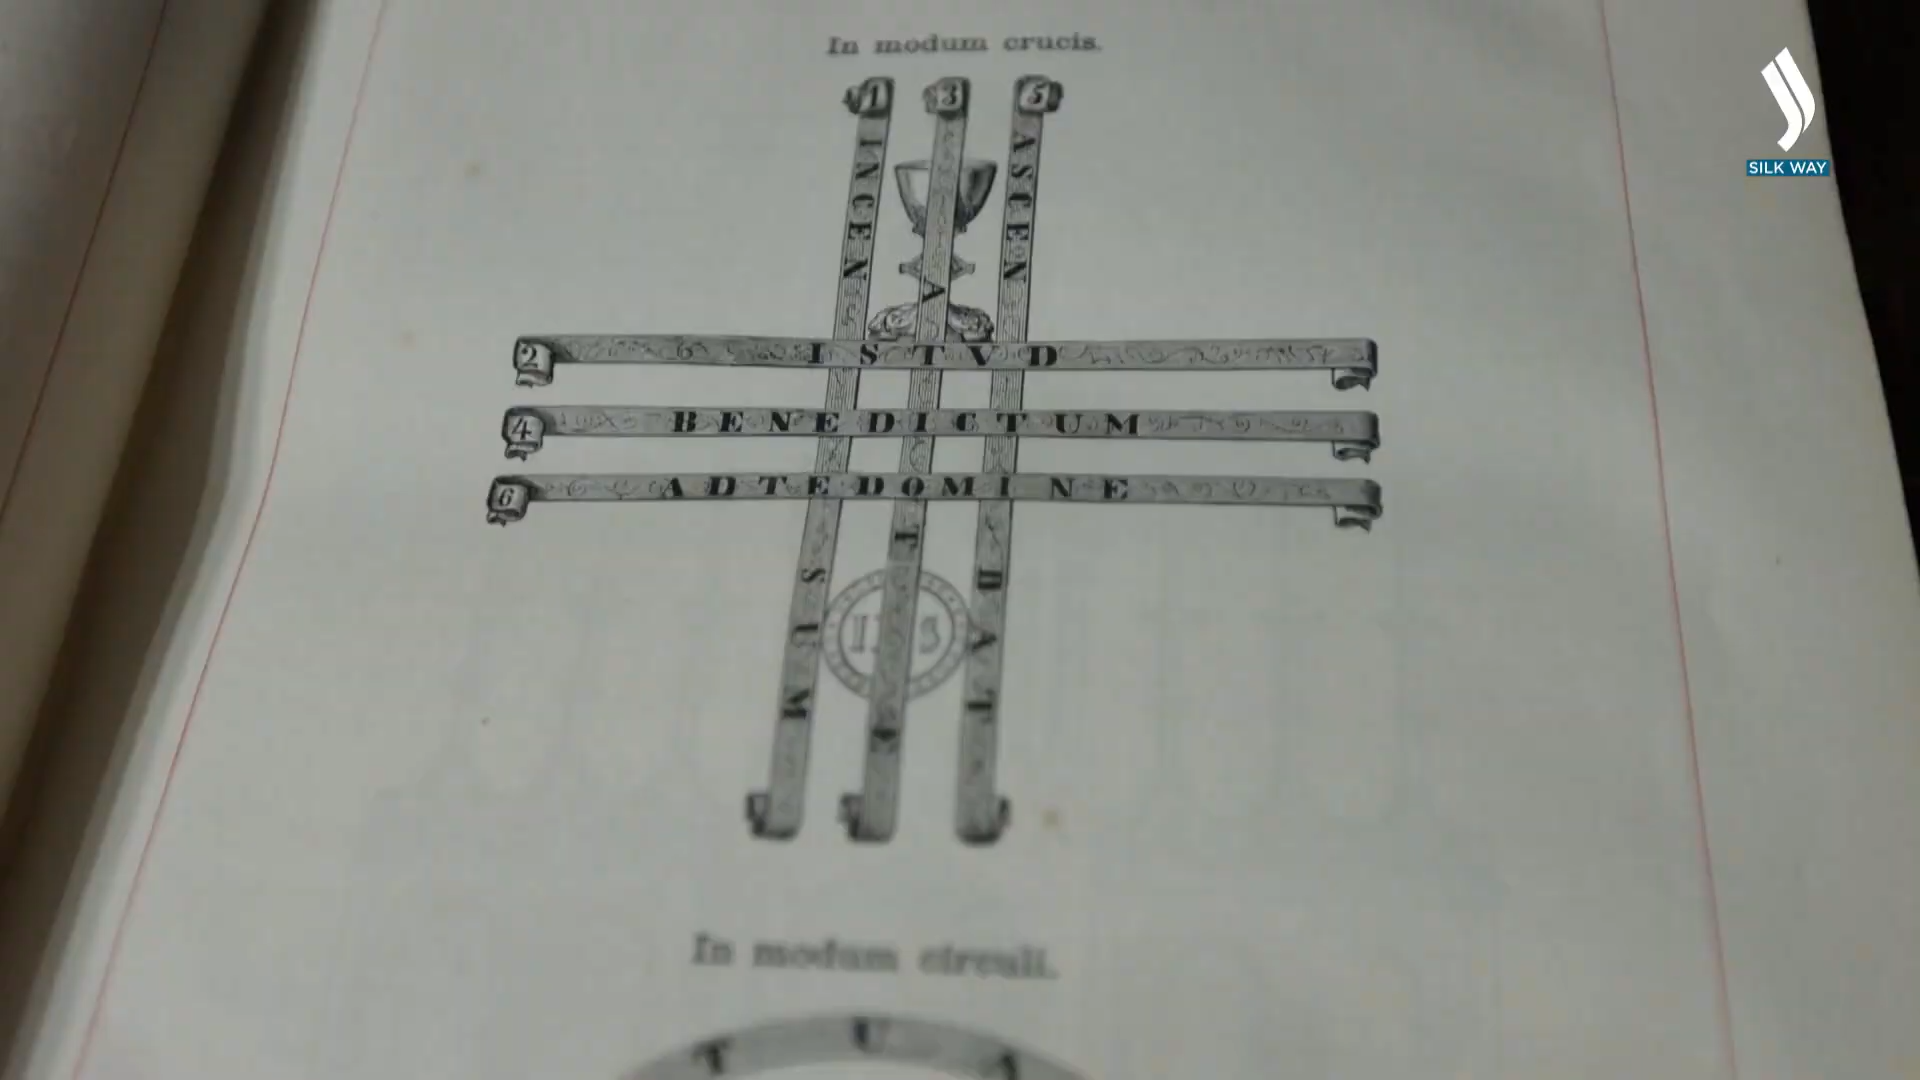 In modum crucis.
1 3 5
INCEN SUM
A T E
ASCEN DAT
2 ISTVD
4 BENEDICTUM
6 ADTEDOMINE
IHS
In modum circuli.
T U A
SILK WAY